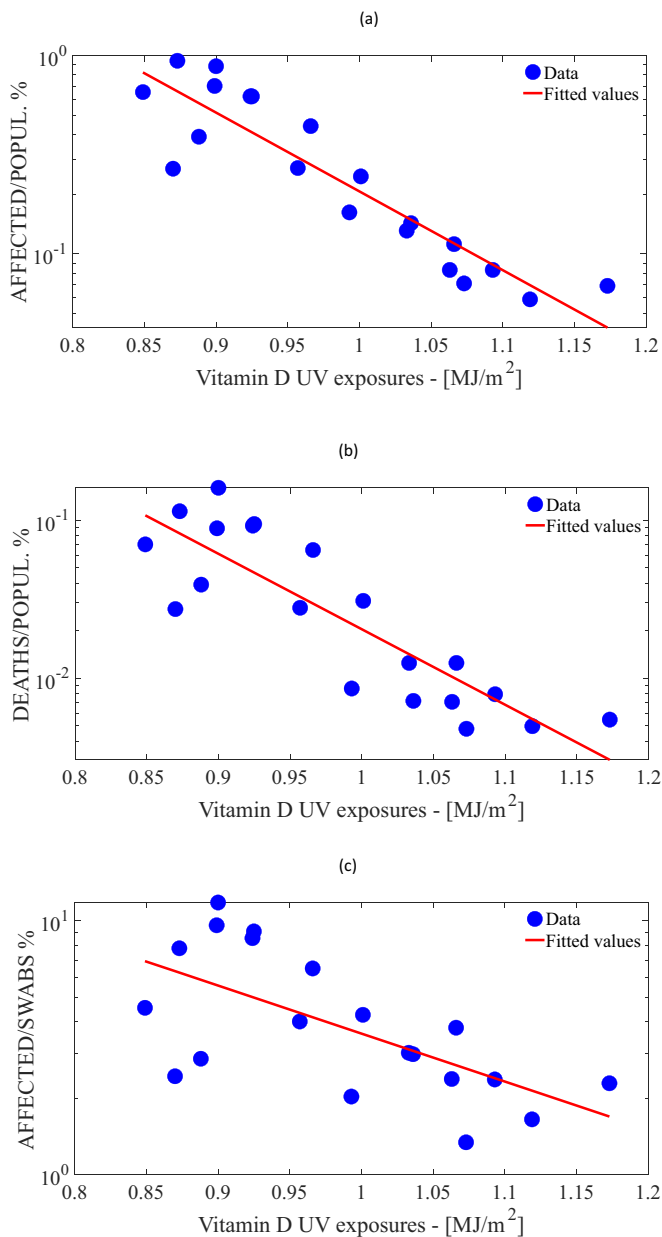 (a)
10^0
10^-1
AFFECTED/POPUL. %
Data
Fitted values
0.8 0.85 0.9 0.95 1 1.05 1.1 1.15 1.2
Vitamin D UV exposures - [MJ/m^2]
(b)
10^-1
10^-2
DEATHS/POPUL. %
Data
Fitted values
0.8 0.85 0.9 0.95 1 1.05 1.1 1.15 1.2
Vitamin D UV exposures - [MJ/m^2]
(c)
10^1
10^0
AFFECTED/SWABS %
Data
Fitted values
0.8 0.85 0.9 0.95 1 1.05 1.1 1.15 1.2
Vitamin D UV exposures - [MJ/m^2]